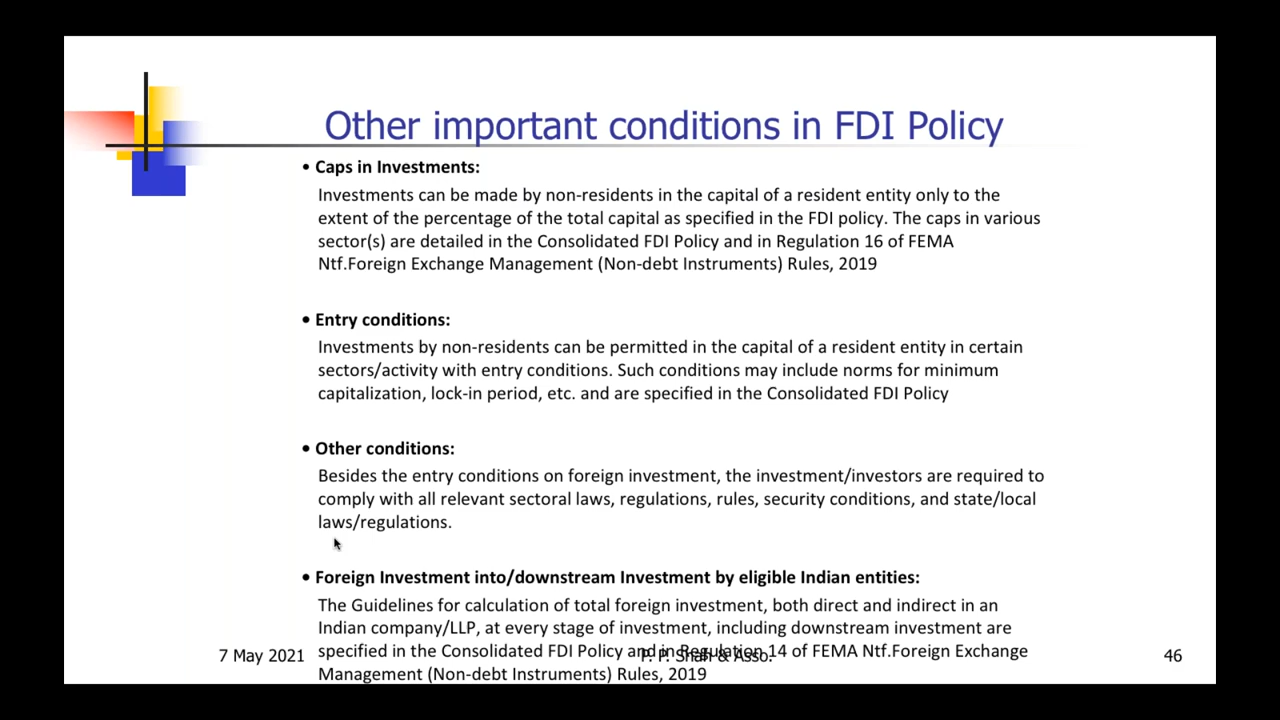 Other important conditions in FDI Policy
• Caps in Investments:
Investments can be made by non-residents in the capital of a resident entity only to the
extent of the percentage of the total capital as specified in the FDI policy. The caps in various
sector(s) are detailed in the Consolidated FDI Policy and in Regulation 16 of FEMA
Ntf.Foreign Exchange Management (Non-debt Instruments) Rules, 2019
• Entry conditions:
Investments by non-residents can be permitted in the capital of a resident entity in certain
sectors/activity with entry conditions. Such conditions may include norms for minimum
capitalization, lock-in period, etc. and are specified in the Consolidated FDI Policy
• Other conditions:
Besides the entry conditions on foreign investment, the investment/investors are required to
comply with all relevant sectoral laws, regulations, rules, security conditions, and state/local
laws/regulations.
• Foreign Investment into/downstream Investment by eligible Indian entities:
The Guidelines for calculation of total foreign investment, both direct and indirect in an
Indian company/LLP, at every stage of investment, including downstream investment are
specified in the Consolidated FDI Policy and in Regulation 14 of FEMA Ntf.Foreign Exchange
Management (Non-debt Instruments) Rules, 2019
7 May 2021
P. P. Shah & Asso.
46